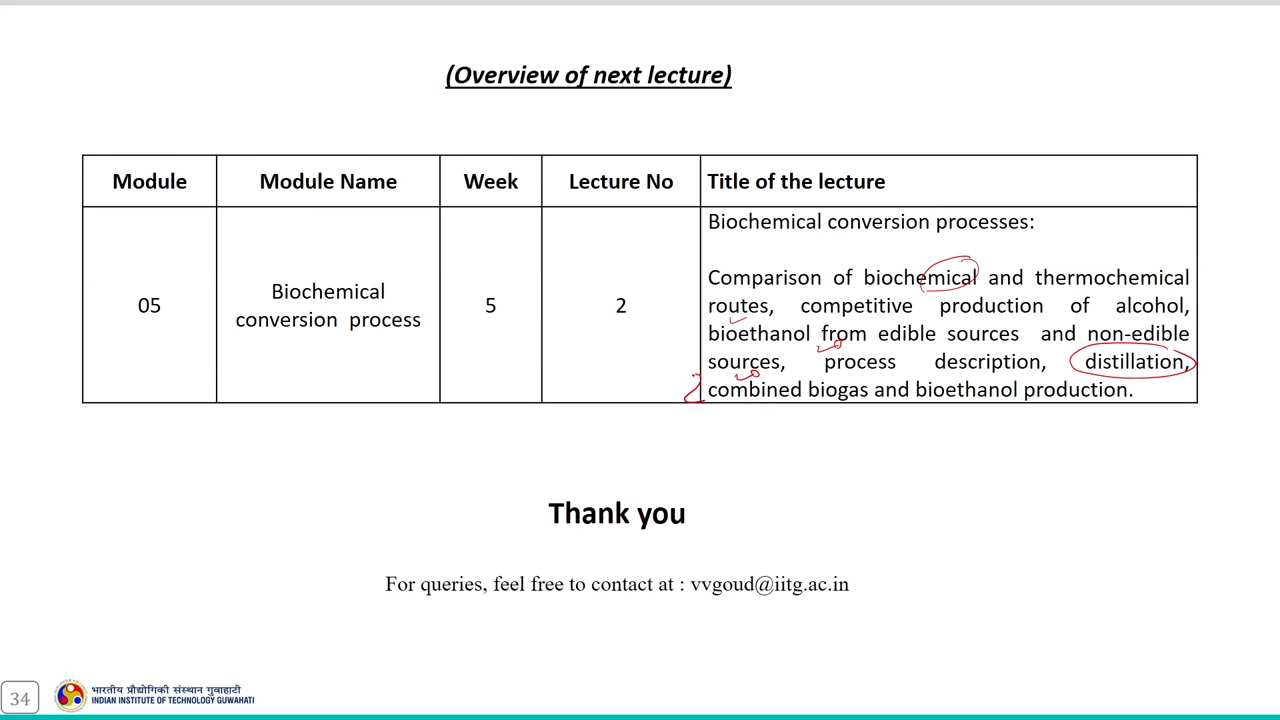 (Overview of next lecture)
Module
Module Name
Week
Lecture No
Title of the lecture
05
Biochemical
conversion process
5
2
Biochemical conversion processes:
Comparison of biochemical and thermochemical
routes, competitive production of alcohol,
bioethanol from edible sources and non-edible
sources, process description, distillation,
combined biogas and bioethanol production.
2
Thank you
For queries, feel free to contact at : vvgoud@iitg.ac.in
34
भारतीय प्रौद्योगिकी संस्थान गुवाहाटी
INDIAN INSTITUTE OF TECHNOLOGY GUWAHATI